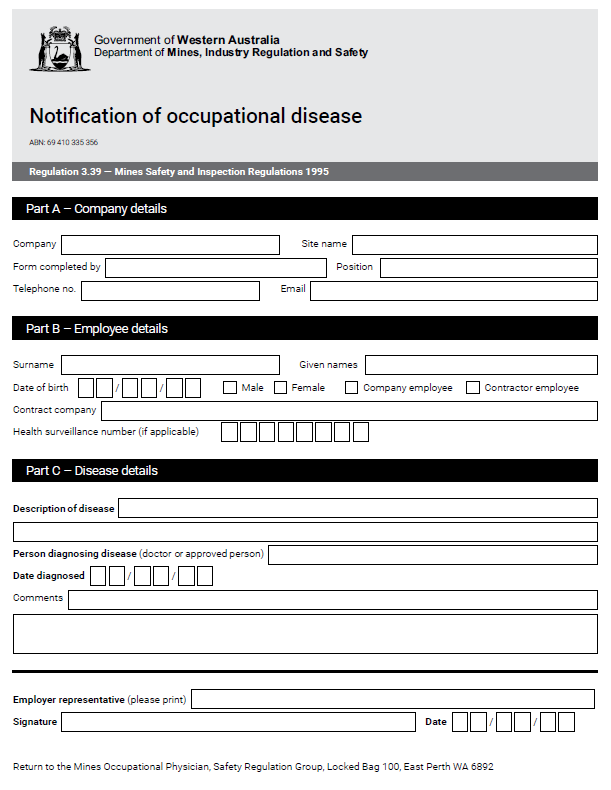 Government of Western Australia
Department of Mines, Industry Regulation and Safety
Notification of occupational disease
ABN: 69 410 335 356
Regulation 3.39 — Mines Safety and Inspection Regulations 1995
Part A – Company details
Company Site name
Form completed by Position
Telephone no. Email
Part B – Employee details
Surname Given names
Date of birth / / Male Female Company employee Contractor employee
Contract company
Health surveillance number (if applicable)
Part C – Disease details
Description of disease
Person diagnosing disease (doctor or approved person)
Date diagnosed / /
Comments
Employer representative (please print)
Signature Date / /
Return to the Mines Occupational Physician, Safety Regulation Group, Locked Bag 100, East Perth WA 6892